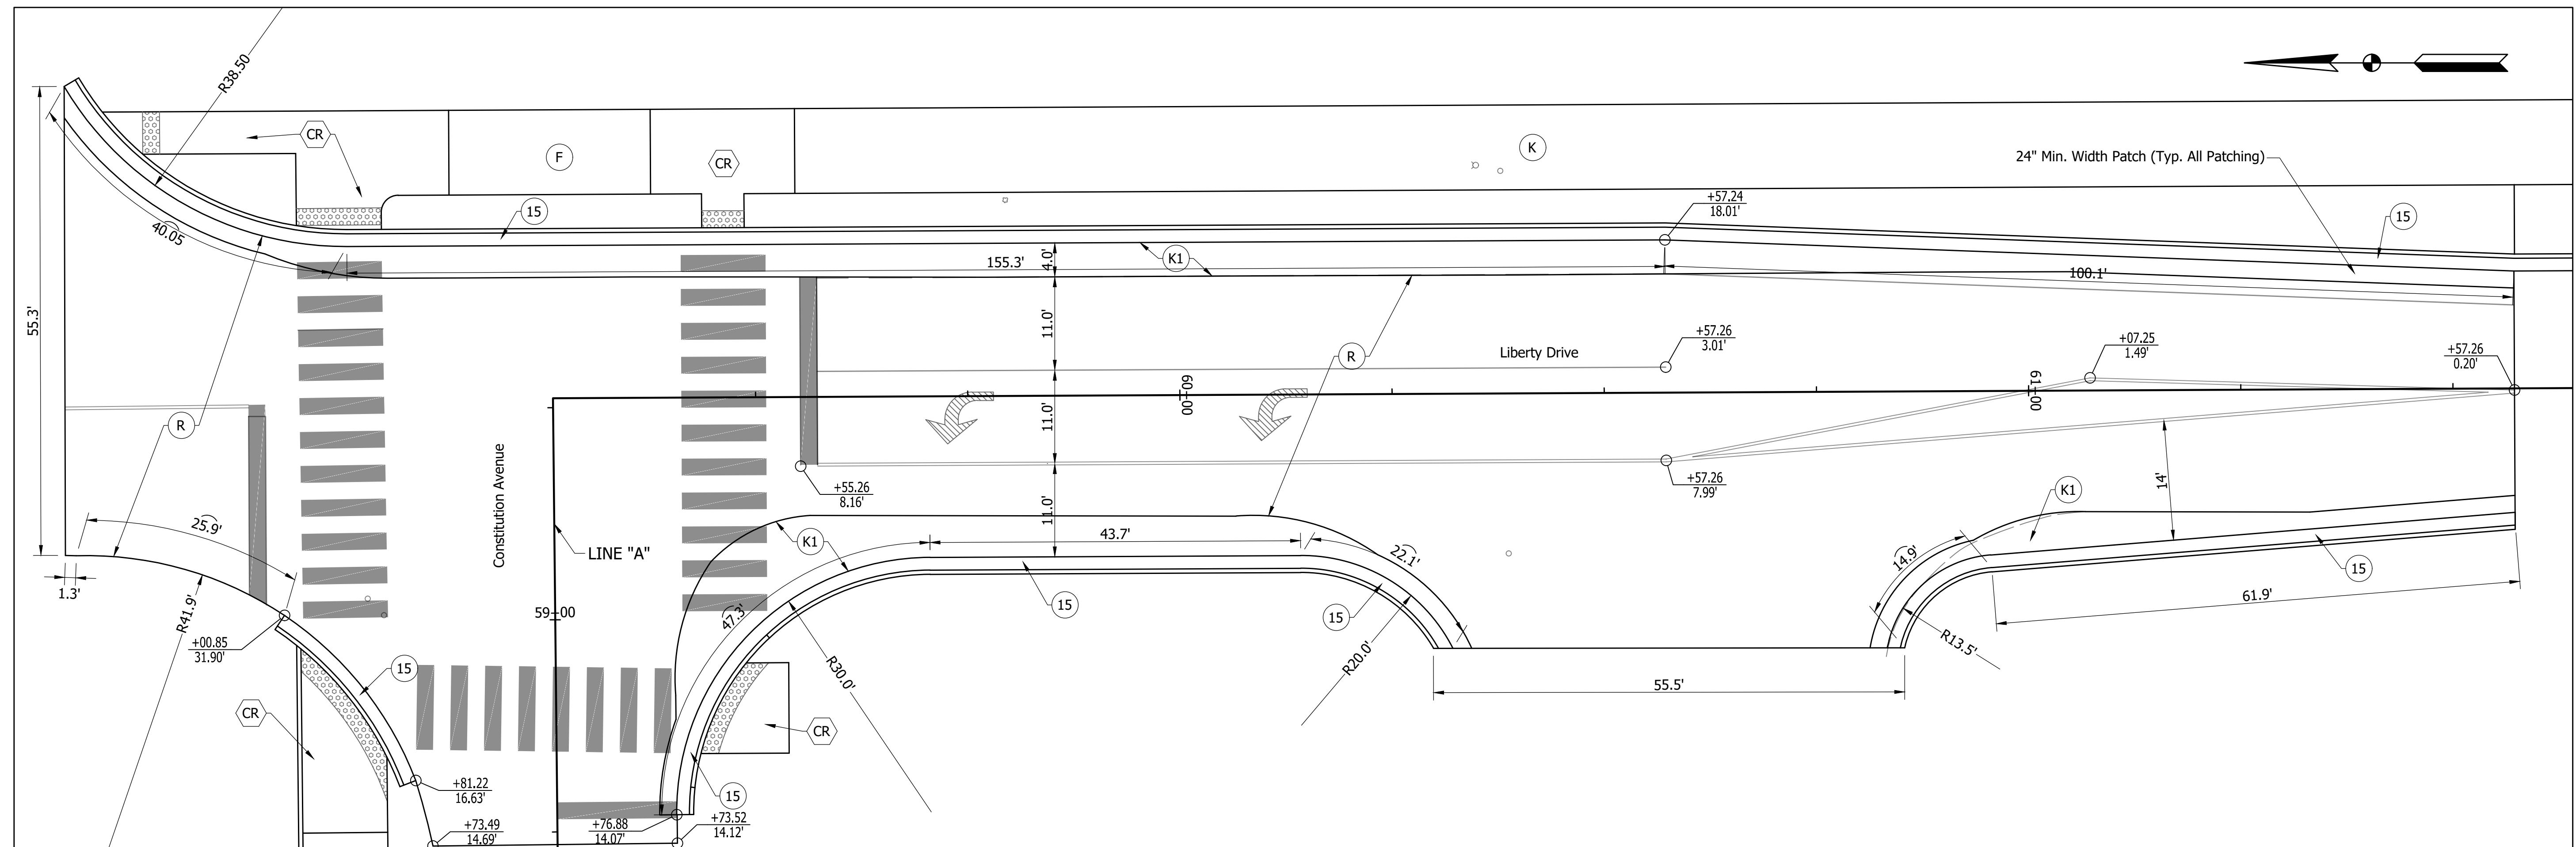 R38.50
CR
F
CR
K
24" Min. Width Patch (Typ. All Patching)
+57.24
18.01'
15
15
40.05
155.3'
4.0'
K1
100.1'
55.3'
11.0'
+57.26
3.01'
Liberty Drive
R
+07.25
1.49'
+57.26
0.20'
60+00
61+00
R
11.0'
Constitution Avenue
+55.26
8.16'
+57.26
7.99'
14'
K1
25.9'
11.0'
43.7'
K1
LINE "A"
22.1'
14.9'
1.3'
R41.9'
15
15
61.9'
15
59+00
47.3'
+00.85
31.90'
15
R30.0'
R20.0'
R13.5'
55.5'
CR
CR
+81.22
16.63'
15
+73.49
14.69'
+76.88
14.07'
+73.52
14.12'